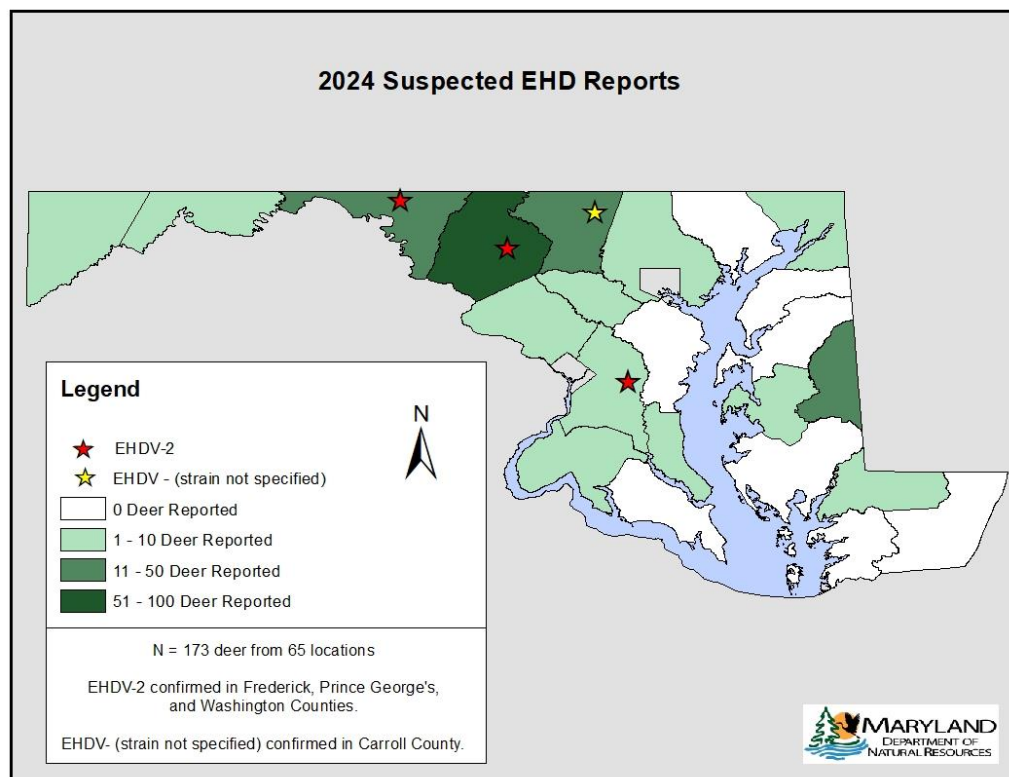 2024 Suspected EHD Reports
Legend
N
EHDV-2
EHDV - (strain not specified)
0 Deer Reported
1 - 10 Deer Reported
11 - 50 Deer Reported
51 - 100 Deer Reported
N = 173 deer from 65 locations
EHDV-2 confirmed in Frederick, Prince George's,
and Washington Counties.
EHDV- (strain not specified) confirmed in Carroll County.
MARYLAND
DEPARTMENT OF
NATURAL RESOURCES